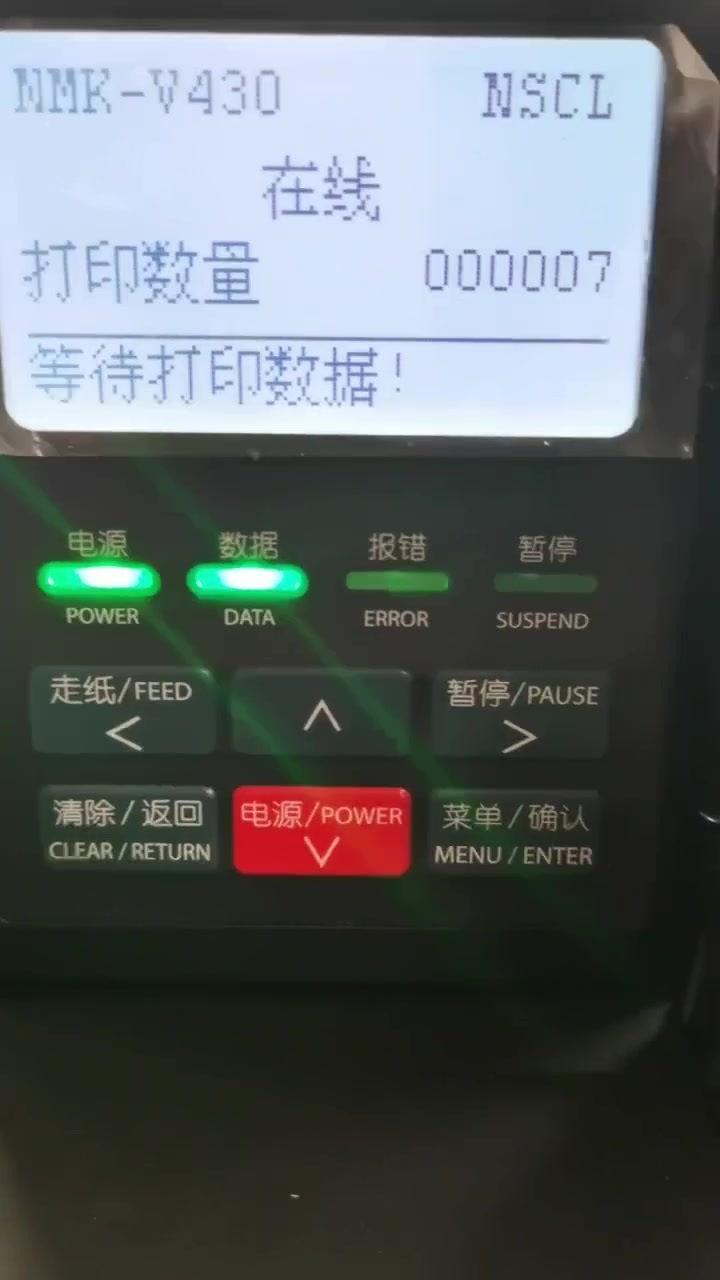 NMK-V430 NSCL
在线
打印数量 000007
等待打印数据!
电源 数据 报错 暂停
POWER DATA ERROR SUSPEND
走纸/FEED 暂停/PAUSE
清除/返回 电源/POWER 菜单/确认
CLEAR/RETURN MENU/ENTER